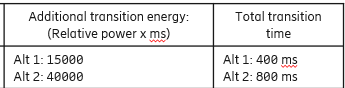 Additional transition energy:
(Relative power x ms)
Total transition
time
Alt 1: 15000
Alt 2: 40000
Alt 1: 400 ms
Alt 2: 800 ms